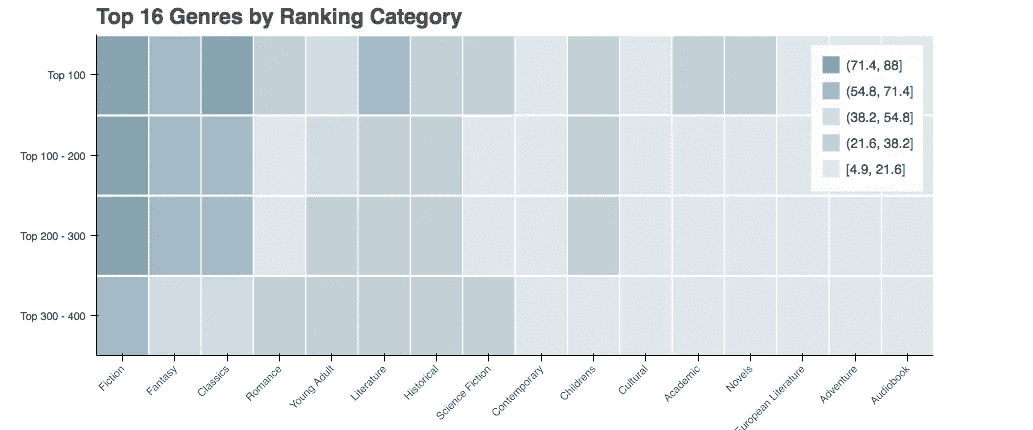 Top 16 Genres by Ranking Category
Top 100
Top 100 - 200
Top 200 - 300
Top 300 - 400
(71.4, 88]
(54.8, 71.4]
(38.2, 54.8]
(21.6, 38.2]
[4.9, 21.6]
Fiction
Fantasy
Classics
Romance
Young Adult
Literature
Historical
Science Fiction
Contemporary
Childrens
Cultural
Academic
Novels
European Literature
Adventure
Audiobook